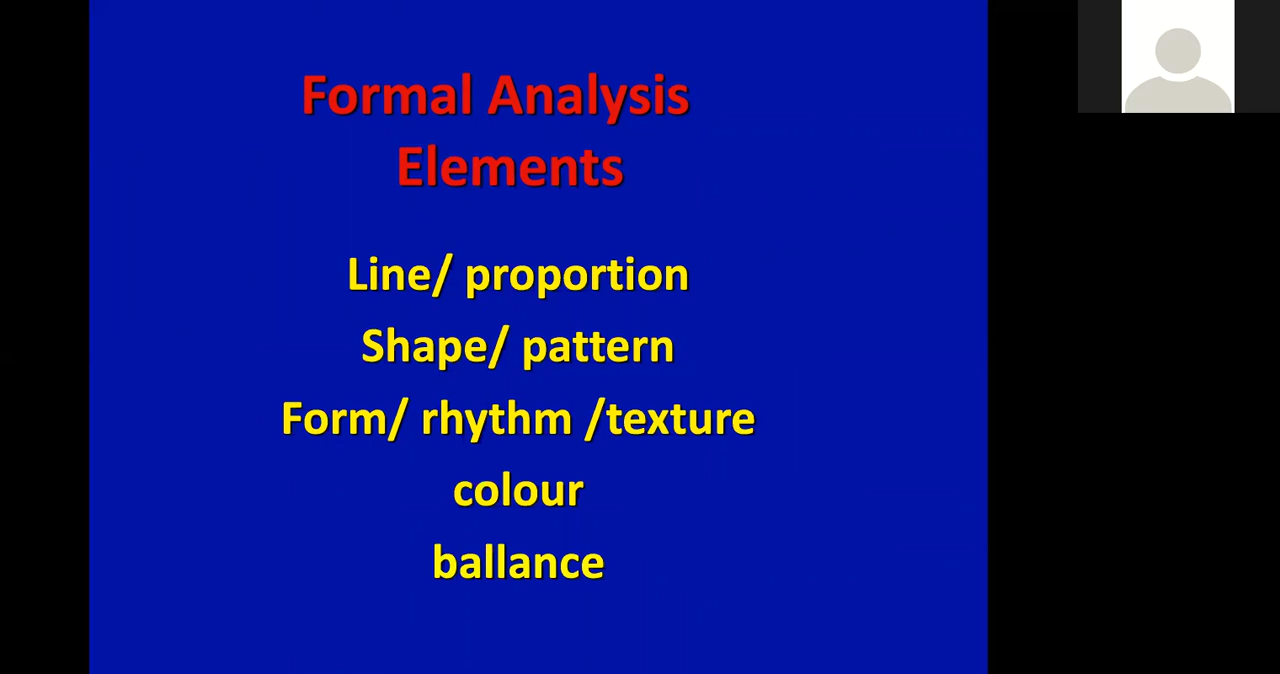 Formal Analysis
Elements
Line/ proportion
Shape/ pattern
Form/ rhythm /texture
colour
ballance